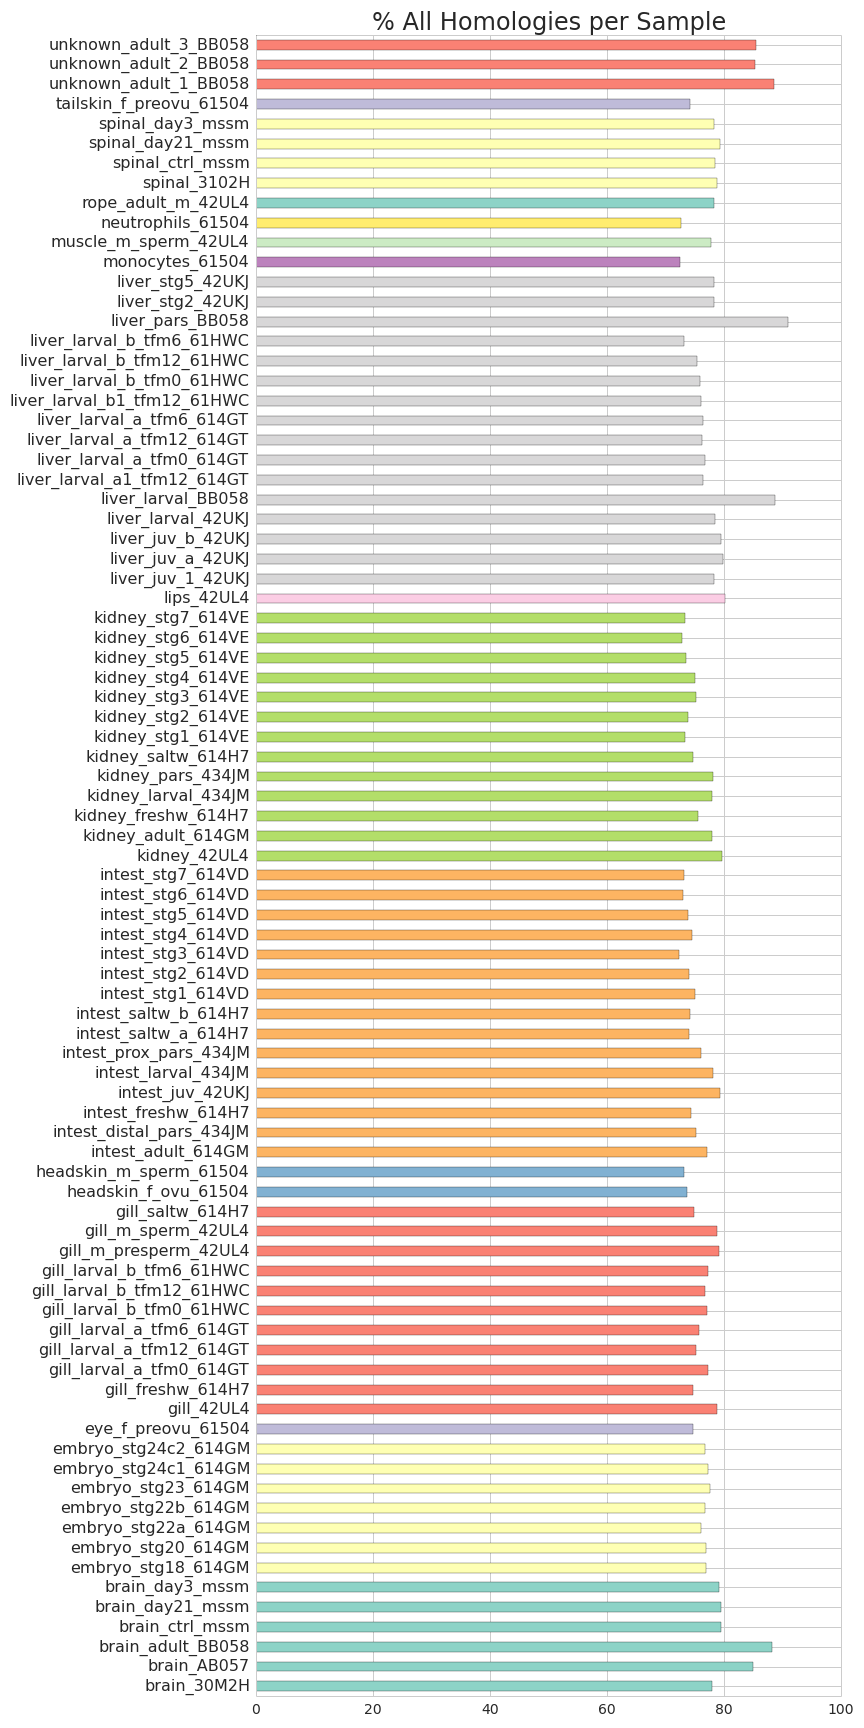 % All Homologies per Sample
unknown_adult_3_BB058
unknown_adult_2_BB058
unknown_adult_1_BB058
tailskin_f_preovu_61504
spinal_day3_mssm
spinal_day21_mssm
spinal_ctrl_mssm
spinal_3102H
rope_adult_m_42UL4
neutrophils_61504
muscle_m_sperm_42UL4
monocytes_61504
liver_stg5_42UKJ
liver_stg2_42UKJ
liver_pars_BB058
liver_larval_b_tfm6_61HWC
liver_larval_b_tfm12_61HWC
liver_larval_b_tfm0_61HWC
liver_larval_b1_tfm12_61HWC
liver_larval_a_tfm6_614GT
liver_larval_a_tfm12_614GT
liver_larval_a_tfm0_614GT
liver_larval_a1_tfm12_614GT
liver_larval_BB058
liver_larval_42UKJ
liver_juv_b_42UKJ
liver_juv_a_42UKJ
liver_juv_1_42UKJ
lips_42UL4
kidney_stg7_614VE
kidney_stg6_614VE
kidney_stg5_614VE
kidney_stg4_614VE
kidney_stg3_614VE
kidney_stg2_614VE
kidney_stg1_614VE
kidney_saltw_614H7
kidney_pars_434JM
kidney_larval_434JM
kidney_freshw_614H7
kidney_adult_614GM
kidney_42UL4
intest_stg7_614VD
intest_stg6_614VD
intest_stg5_614VD
intest_stg4_614VD
intest_stg3_614VD
intest_stg2_614VD
intest_stg1_614VD
intest_saltw_b_614H7
intest_saltw_a_614H7
intest_prox_pars_434JM
intest_larval_434JM
intest_juv_42UKJ
intest_freshw_614H7
intest_distal_pars_434JM
intest_adult_614GM
headskin_m_sperm_61504
headskin_f_ovu_61504
gill_saltw_614H7
gill_m_sperm_42UL4
gill_m_presperm_42UL4
gill_larval_b_tfm6_61HWC
gill_larval_b_tfm12_61HWC
gill_larval_b_tfm0_61HWC
gill_larval_a_tfm6_614GT
gill_larval_a_tfm12_614GT
gill_larval_a_tfm0_614GT
gill_freshw_614H7
gill_42UL4
eye_f_preovu_61504
embryo_stg24c2_614GM
embryo_stg24c1_614GM
embryo_stg23_614GM
embryo_stg22b_614GM
embryo_stg22a_614GM
embryo_stg20_614GM
embryo_stg18_614GM
brain_day3_mssm
brain_day21_mssm
brain_ctrl_mssm
brain_adult_BB058
brain_AB057
brain_30M2H
0 20 40 60 80 100